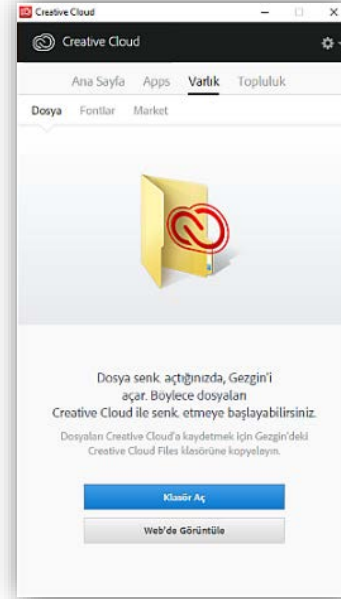 Creative Cloud
Creative Cloud
Ana Sayfa Apps Varlık Topluluk
Dosya Fontlar Market
Dosya senk. açtığınızda, Gezgin'i
açar. Böylece dosyaları
Creative Cloud ile senk. etmeye başlayabilirsiniz.
Dosyaları Creative Cloud'a kaydetmek için Gezgin'deki
Creative Cloud Files klasörüne kopyalayın.
Klasör Aç
Web'de Görüntüle